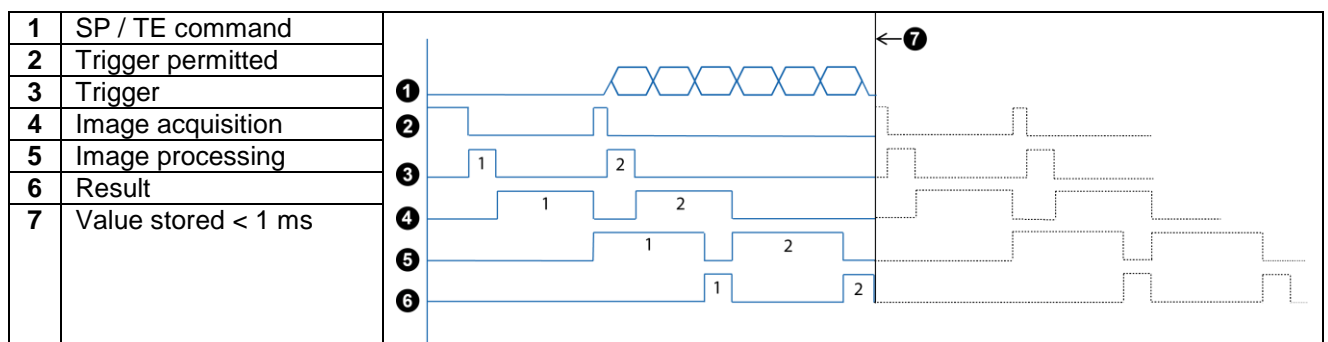 1 SP / TE command
2 Trigger permitted
3 Trigger
4 Image acquisition
5 Image processing
6 Result
7 Value stored < 1 ms
7
1
2
3 1 2
4 1 2
5 1 2
6 1 2